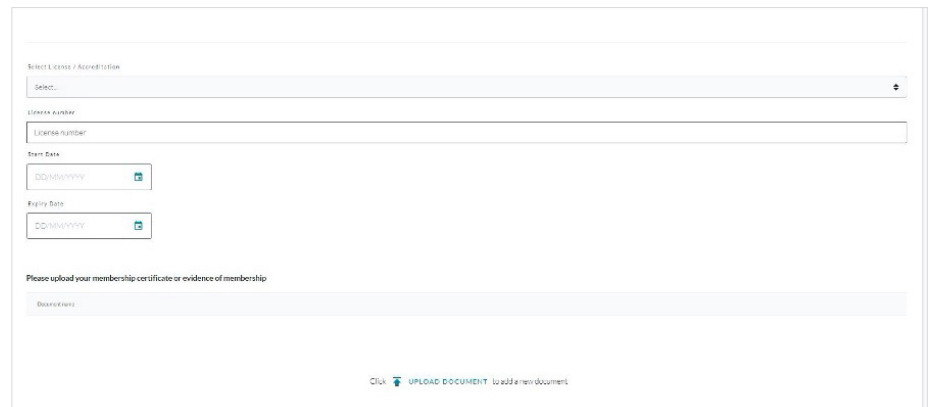 Select License / Accreditation
Select...
License number
License number
Start Date
DD/MM/YYYY
Expiry Date
DD/MM/YYYY
Please upload your membership certificate or evidence of membership
Click UPLOAD DOCUMENT to add a new document